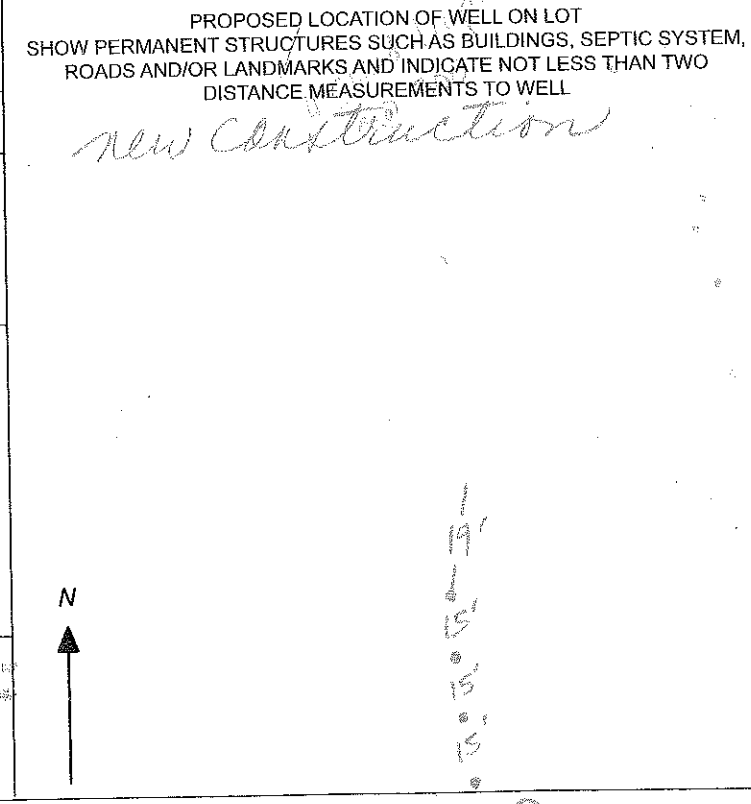 PROPOSED LOCATION OF WELL ON LOT
SHOW PERMANENT STRUCTURES SUCH AS BUILDINGS, SEPTIC SYSTEM,
ROADS AND/OR LANDMARKS AND INDICATE NOT LESS THAN TWO
DISTANCE MEASUREMENTS TO WELL
new Construction
19'
N
15'
15'
15'